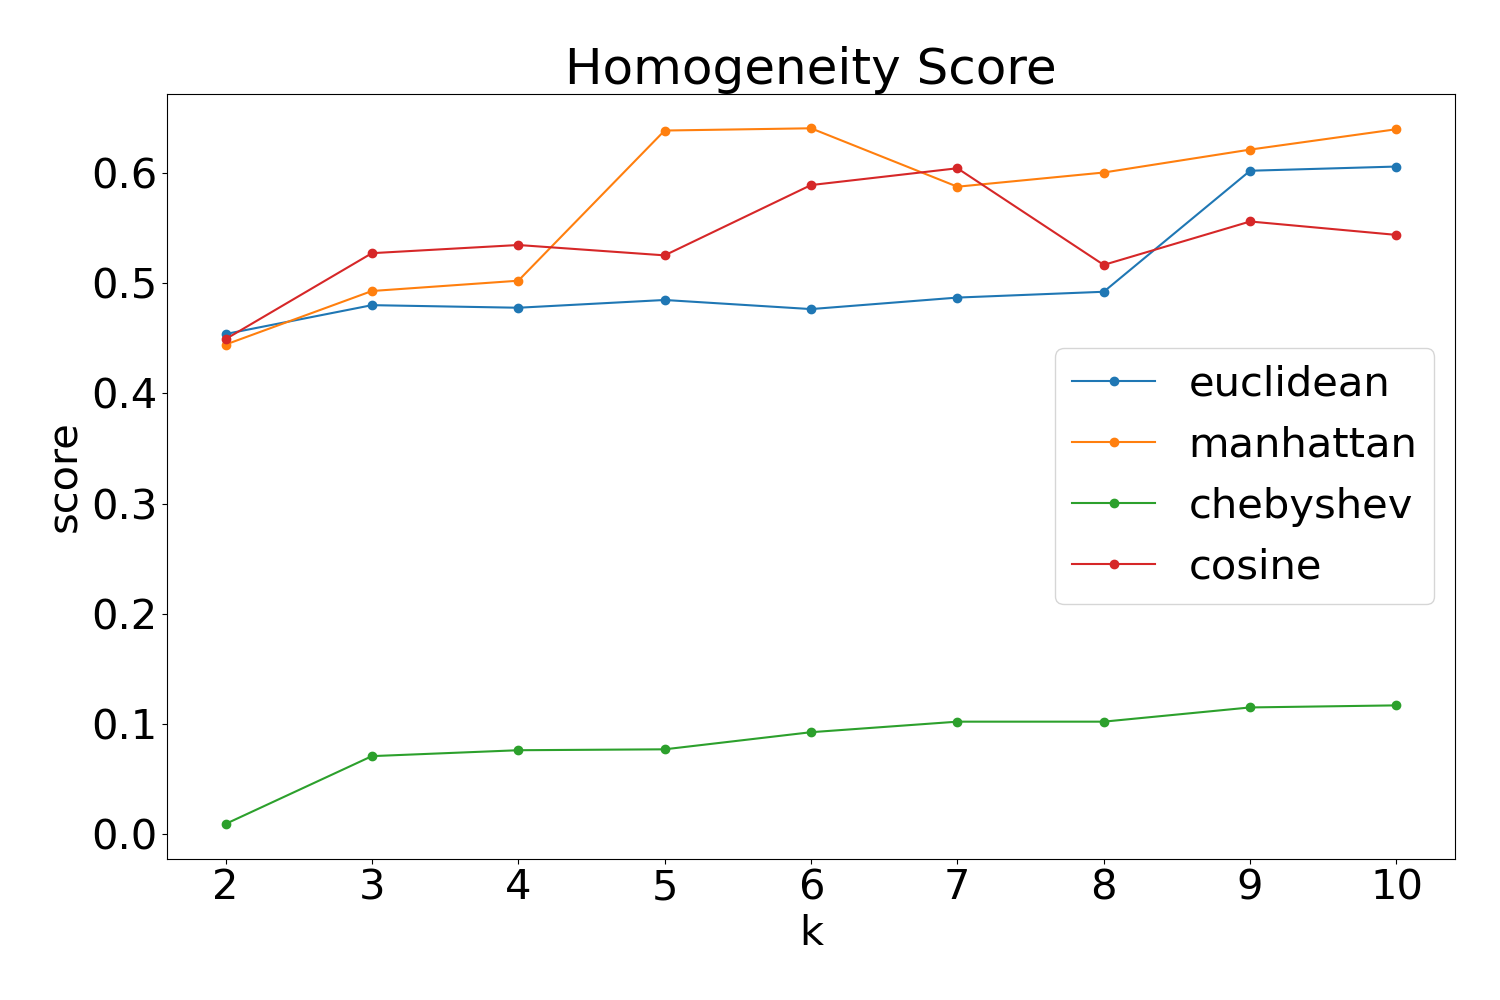 Homogeneity Score
score
0.6
0.5
0.4
0.3
0.2
0.1
0.0
euclidean
manhattan
chebyshev
cosine
2 3 4 5 6 7 8 9 10
k